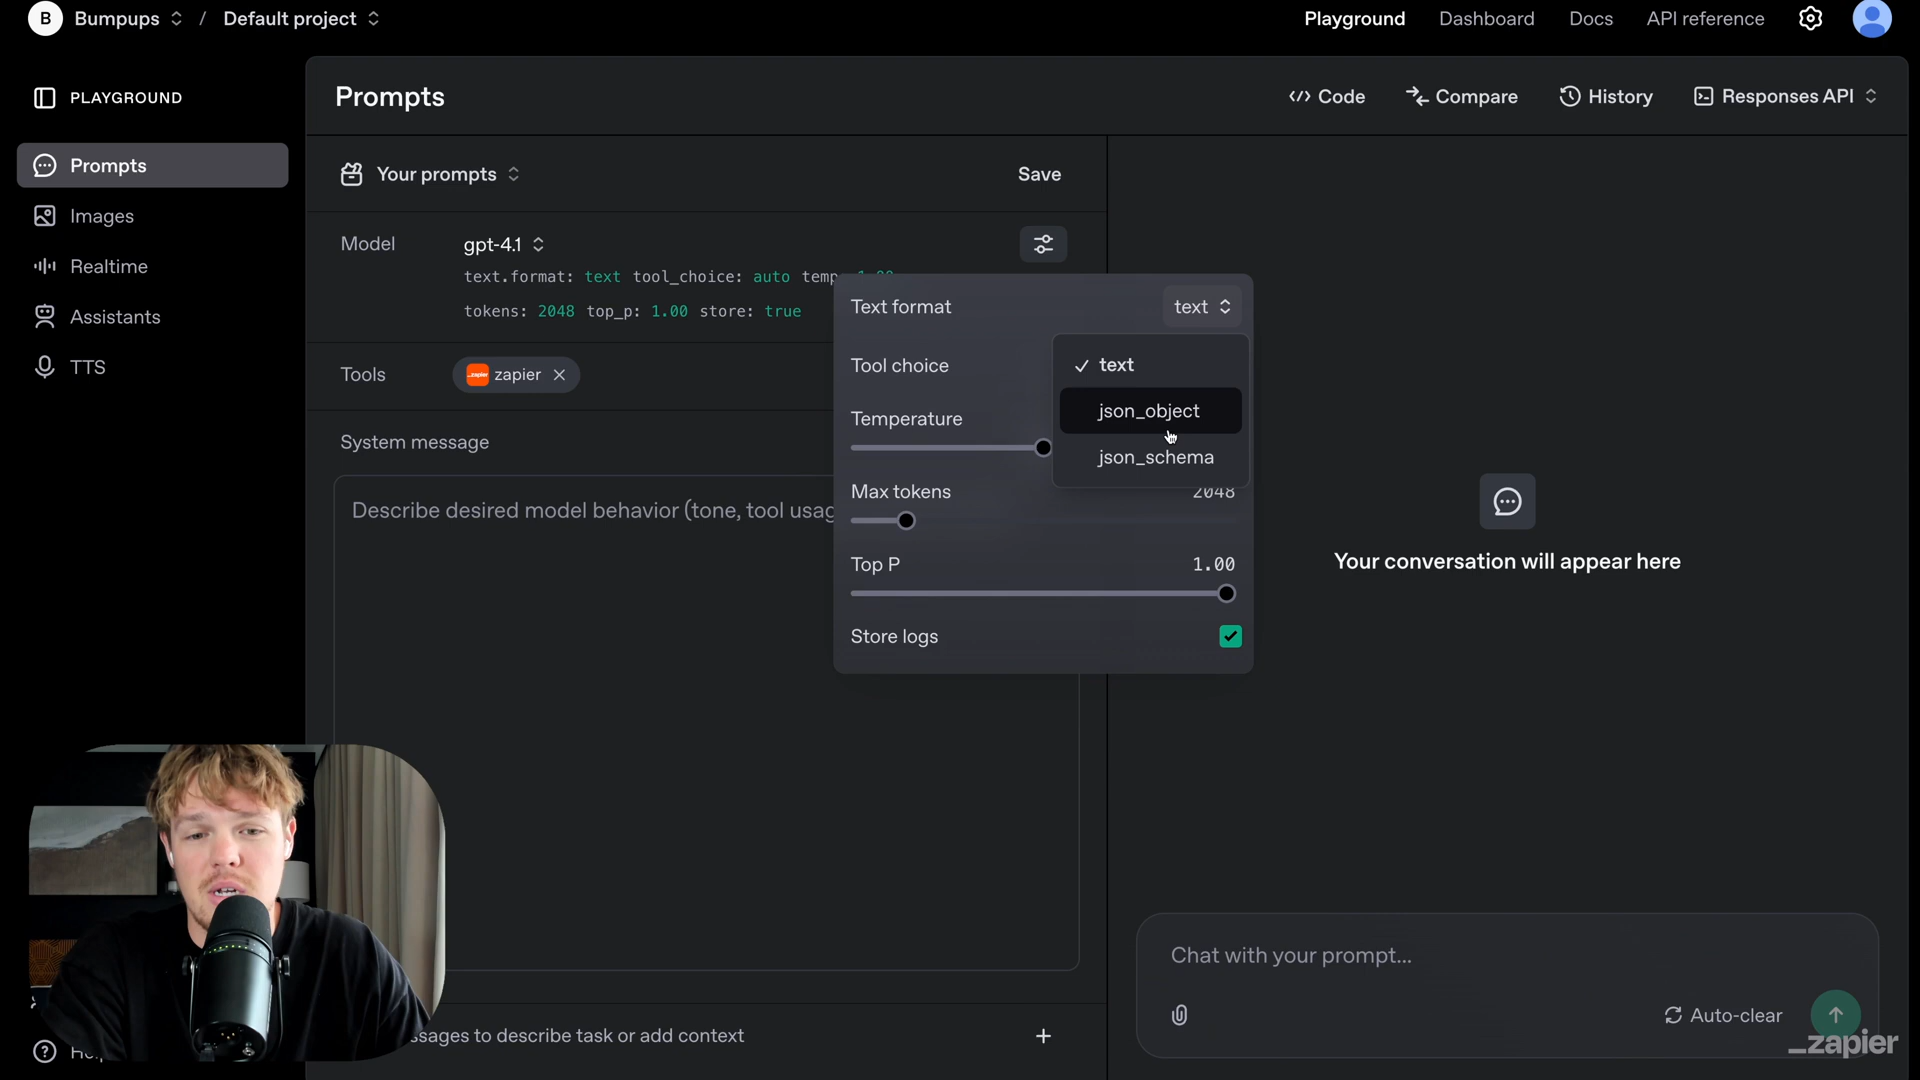 B Bumpups / Default project
Playground Dashboard Docs API reference
PLAYGROUND
Prompts
Images
Realtime
Assistants
TTS
Prompts
</> Code Compare History Responses API
Your prompts Save
Model gpt-4.1
text.format: text tool_choice: auto temp: 1.00
tokens: 2048 top_p: 1.00 store: true
Tools zapier
System message
Describe desired model behavior (tone, tool usag
Text format text
text
json_object
json_schema
Tool choice
Temperature
Max tokens 2048
Top P 1.00
Store logs
Your conversation will appear here
Chat with your prompt...
Auto-clear
ssages to describe task or add context
_zapier